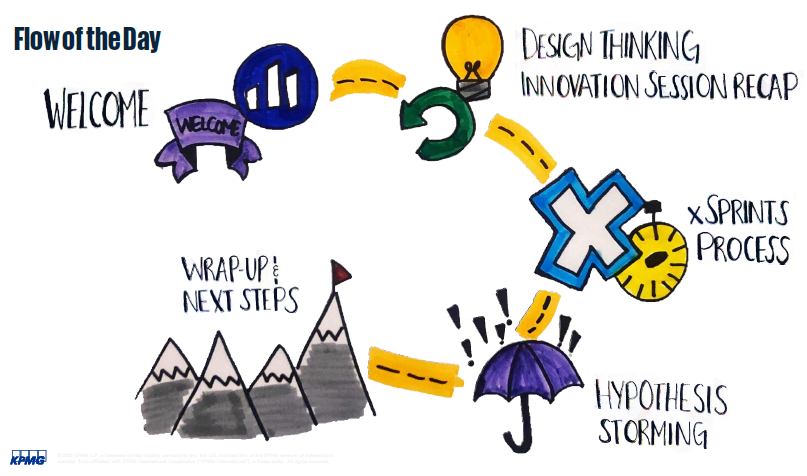 Flow of the Day
WELCOME
WELCOME
DESIGN THINKING
INNOVATION SESSION RECAP
X
xSPRINTS
PROCESS
WRAP-UP &
NEXT STEPS
HYPOTHESIS
STORMING
KPMG